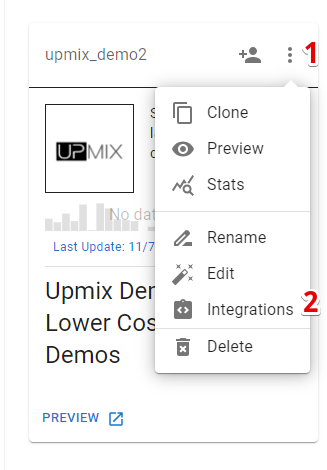 upmix_demo2
1
Clone
UPMIX
S
l
Preview
c
Stats
No dat
Last Update: 11/7
Rename
Edit
Upmix Der
Integrations 2
Lower Cos
Delete
Demos
PREVIEW